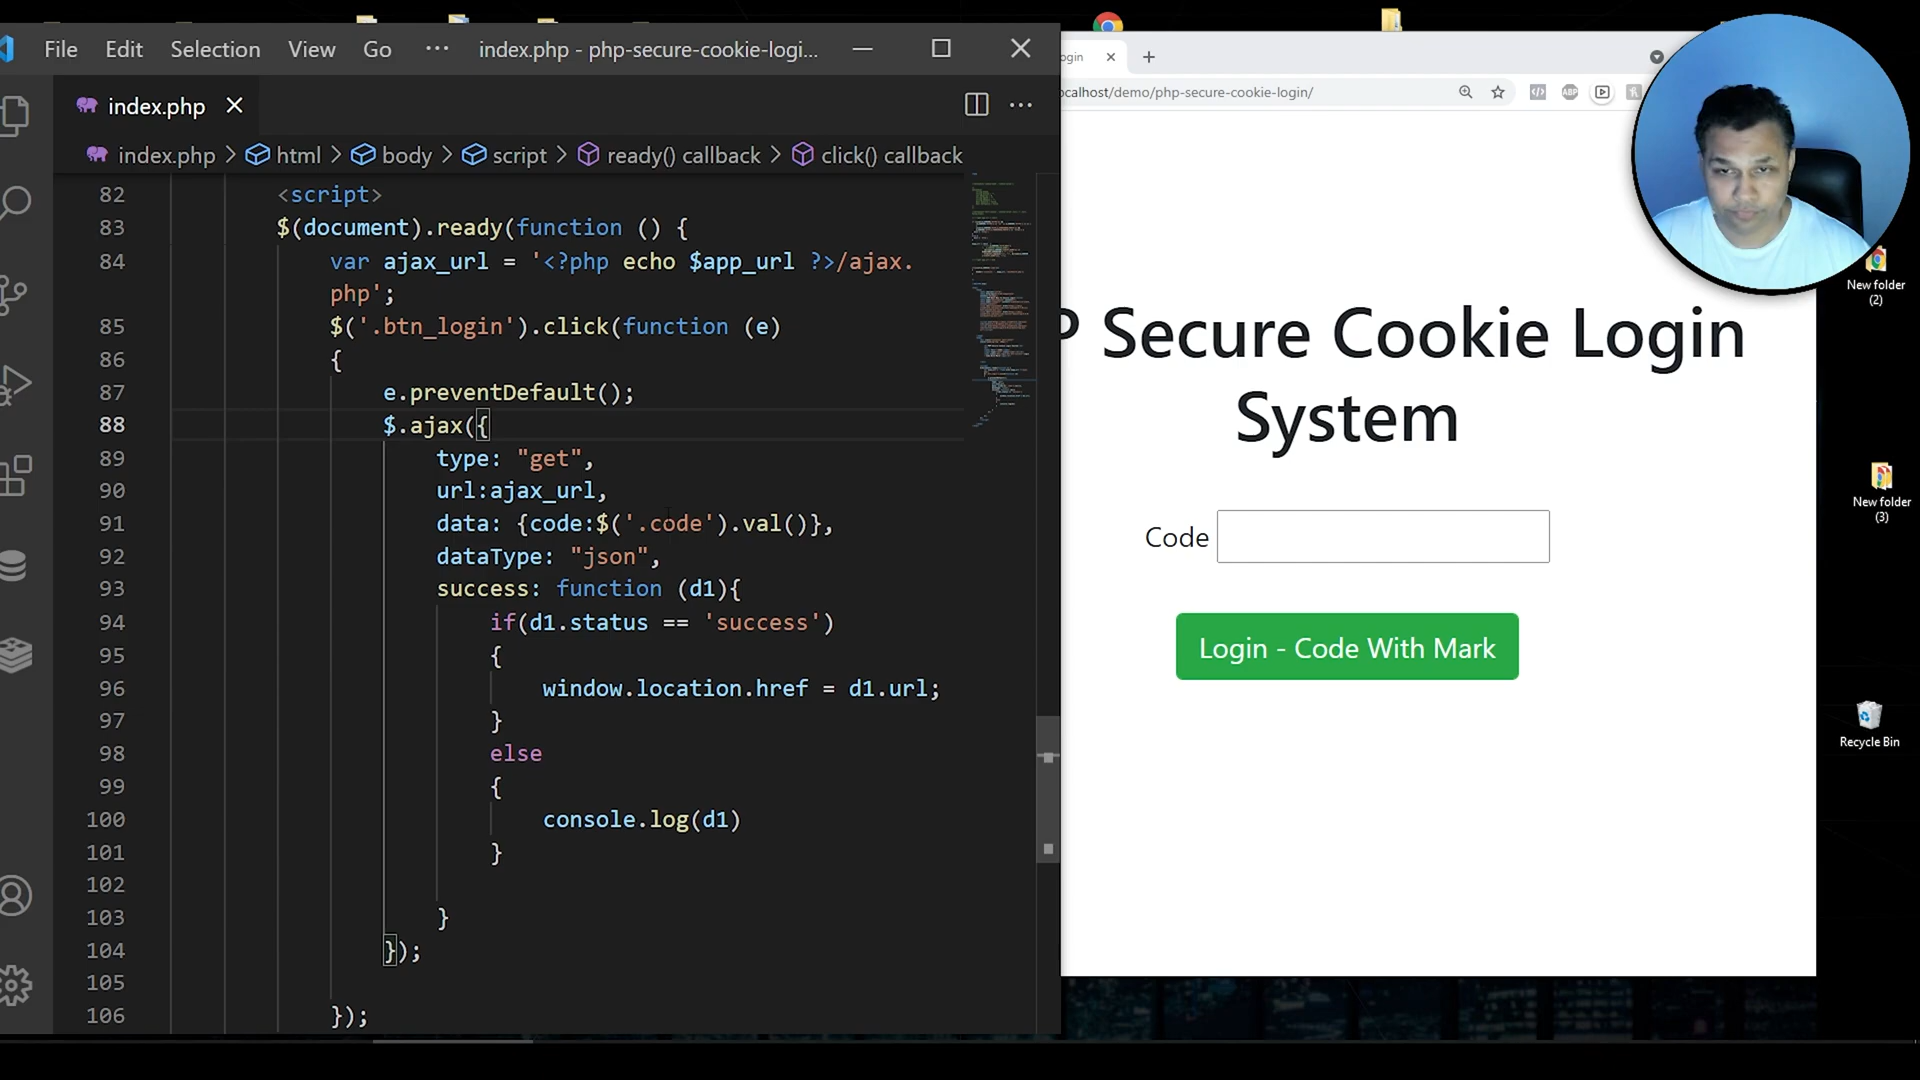 File Edit Selection View Go ··· index.php - php-secure-cookie-logi...
index.php
index.php > html > body > script > ready() callback > click() callback
82 <script>
83 $(document).ready(function () {
84 var ajax_url = '<?php echo $app_url ?>/ajax.
php';
85 $('.btn_login').click(function (e)
86 {
87 e.preventDefault();
88 $.ajax({
89 type: "get",
90 url:ajax_url,
91 data: {code:$('.code').val()},
92 dataType: "json",
93 success: function (d1){
94 if(d1.status == 'success')
95 {
96 window.location.href = d1.url;
97 }
98 else
99 {
100 console.log(d1)
101 }
102
103 }
104 });
105
106 });
ogin
ocalhost/demo/php-secure-cookie-login/
ABP
P Secure Cookie Login
System
Code
Login - Code With Mark
New folder
(2)
New folder
(3)
Recycle Bin